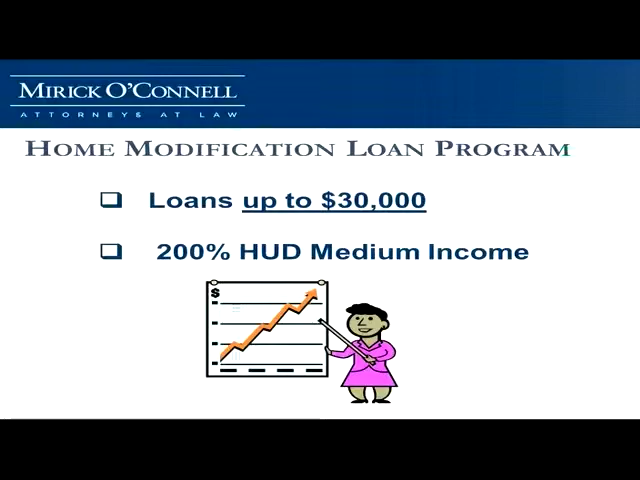 MIRICK O'CONNELL
ATTORNEYS AT LAW
HOME MODIFICATION LOAN PROGRAM
Loans up to $30,000
200% HUD Medium Income
$